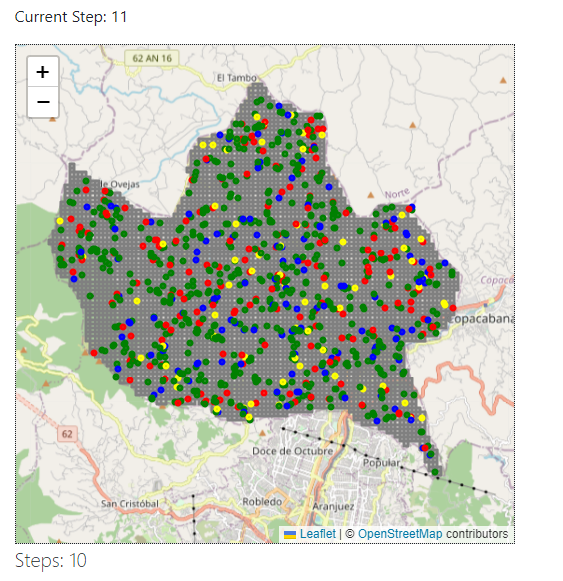 Current Step: 11
+
−
62 AN 16
El Tambo
le Ovejas
Norte
Copac
Copacabana
62
Doce de Octubre
Popular
San Cristóbal
Robledo
Aranjuez
Leaflet | © OpenStreetMap contributors
Steps: 10